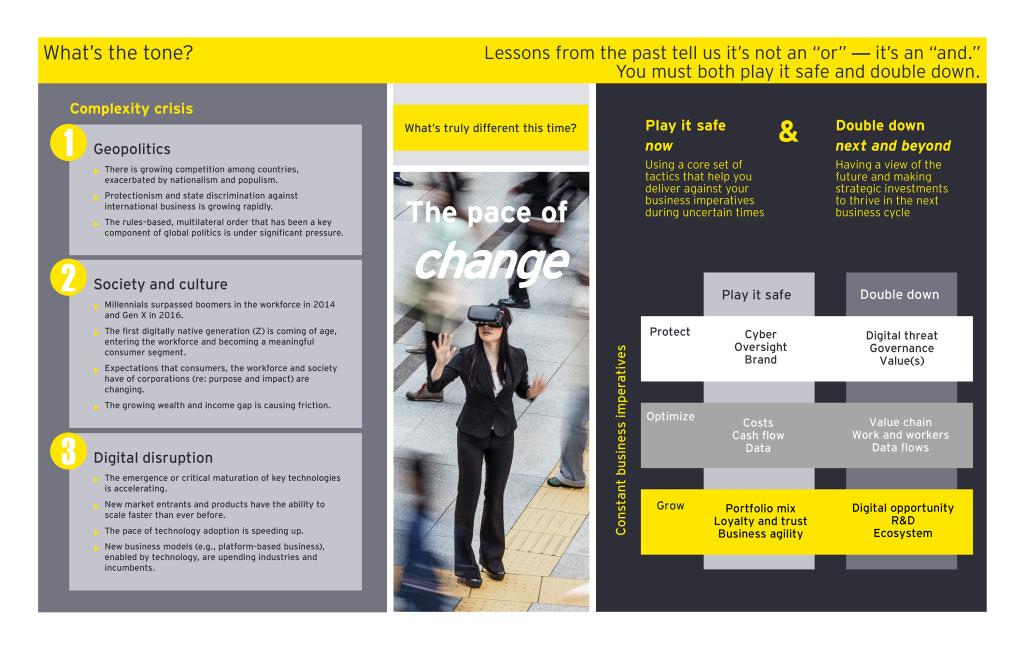 What's the tone?
Lessons from the past tell us it's not an “or” — it's an “and.”
You must both play it safe and double down.
Complexity crisis
1
Geopolitics
There is growing competition among countries,
exacerbated by nationalism and populism.
Protectionism and state discrimination against
international business is growing rapidly.
The rules-based, multilateral order that has been a key
component of global politics is under significant pressure.
2
Society and culture
Millennials surpassed boomers in the workforce in 2014
and Gen X in 2016.
The first digitally native generation (Z) is coming of age,
entering the workforce and becoming a meaningful
consumer segment.
Expectations that consumers, the workforce and society
have of corporations (re: purpose and impact) are
changing.
The growing wealth and income gap is causing friction.
3
Digital disruption
The emergence or critical maturation of key technologies
is accelerating.
New market entrants and products have the ability to
scale faster than ever before.
The pace of technology adoption is speeding up.
New business models (e.g., platform-based business),
enabled by technology, are upending industries and
incumbents.
What's truly different this time?
The pace of
change
Play it safe
now
Using a core set of
tactics that help you
deliver against your
business imperatives
during uncertain times
&
Double down
next and beyond
Having a view of the
future and making
strategic investments
to thrive in the next
business cycle
Play it safe
Double down
Constant business imperatives
Protect
Cyber
Oversight
Brand
Digital threat
Governance
Value(s)
Optimize
Costs
Cash flow
Data
Value chain
Work and workers
Data flows
Grow
Portfolio mix
Loyalty and trust
Business agility
Digital opportunity
R&D
Ecosystem